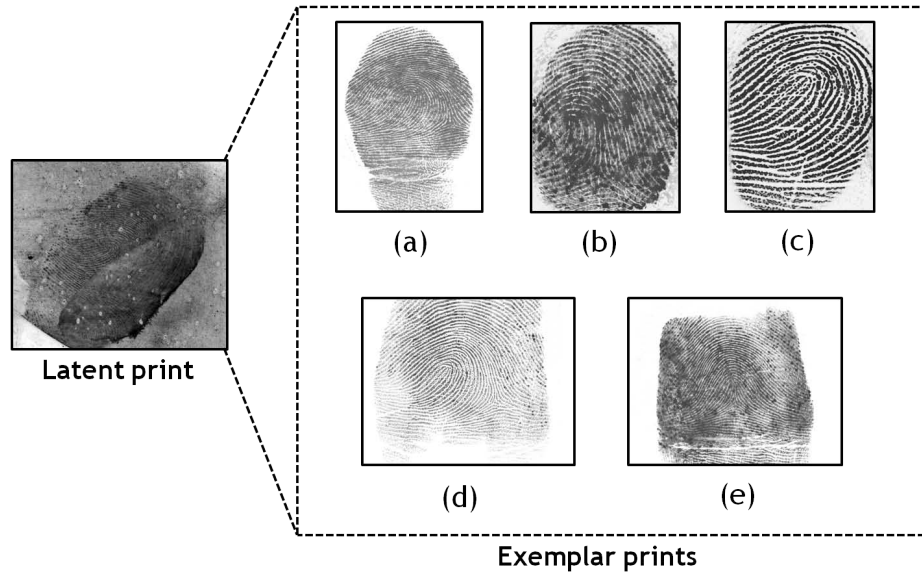 (a)
(b)
(c)
Latent print
(d)
(e)
Exemplar prints